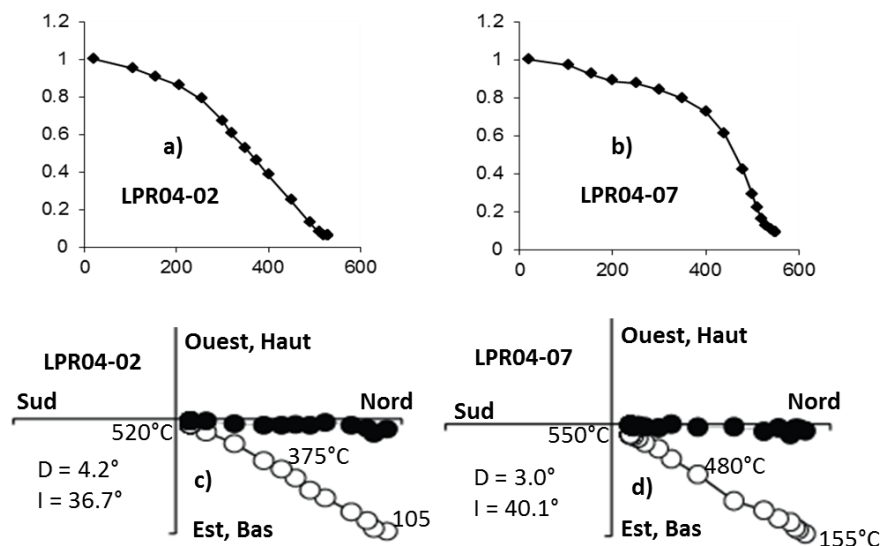 1.2
1
0.8
0.6
0.4
0.2
0
a)
LPR04-02
0 200 400 600
1.2
1
0.8
0.6
0.4
0.2
0
b)
LPR04-07
0 200 400 600
LPR04-02
Ouest, Haut
Sud
Nord
520°C
375°C
D = 4.2°
I = 36.7°
c)
105
Est, Bas
LPR04-07
Ouest, Haut
Sud
Nord
550°C
480°C
D = 3.0°
I = 40.1°
d)
Est, Bas
155°C